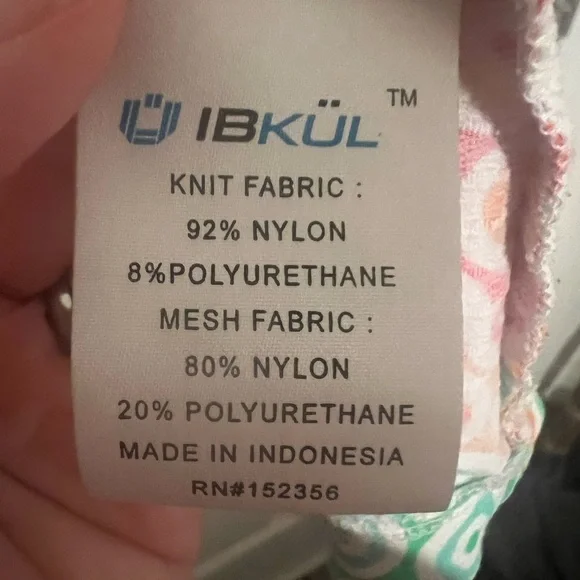 IBKÜL™
KNIT FABRIC :
92% NYLON
8%POLYURETHANE
MESH FABRIC :
80% NYLON
20% POLYURETHANE
MADE IN INDONESIA
RN#152356